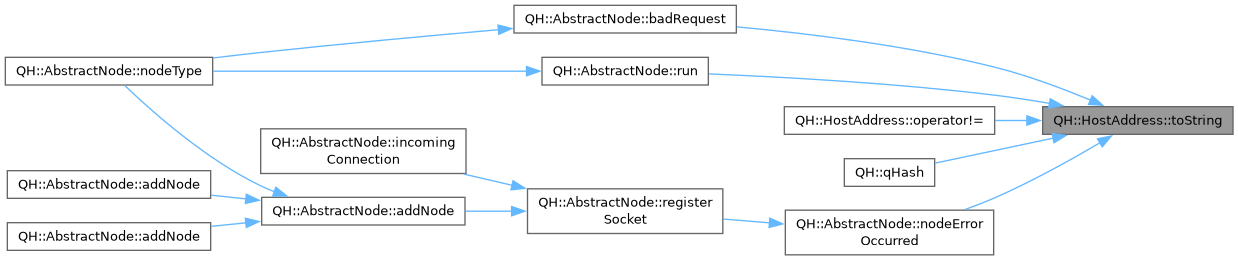 QH::AbstractNode::badRequest
QH::AbstractNode::nodeType
QH::AbstractNode::run
QH::HostAddress::operator!=
QH::HostAddress::toString
QH::AbstractNode::incoming
Connection
QH::qHash
QH::AbstractNode::addNode
QH::AbstractNode::addNode
QH::AbstractNode::register
Socket
QH::AbstractNode::nodeError
Occurred
QH::AbstractNode::addNode